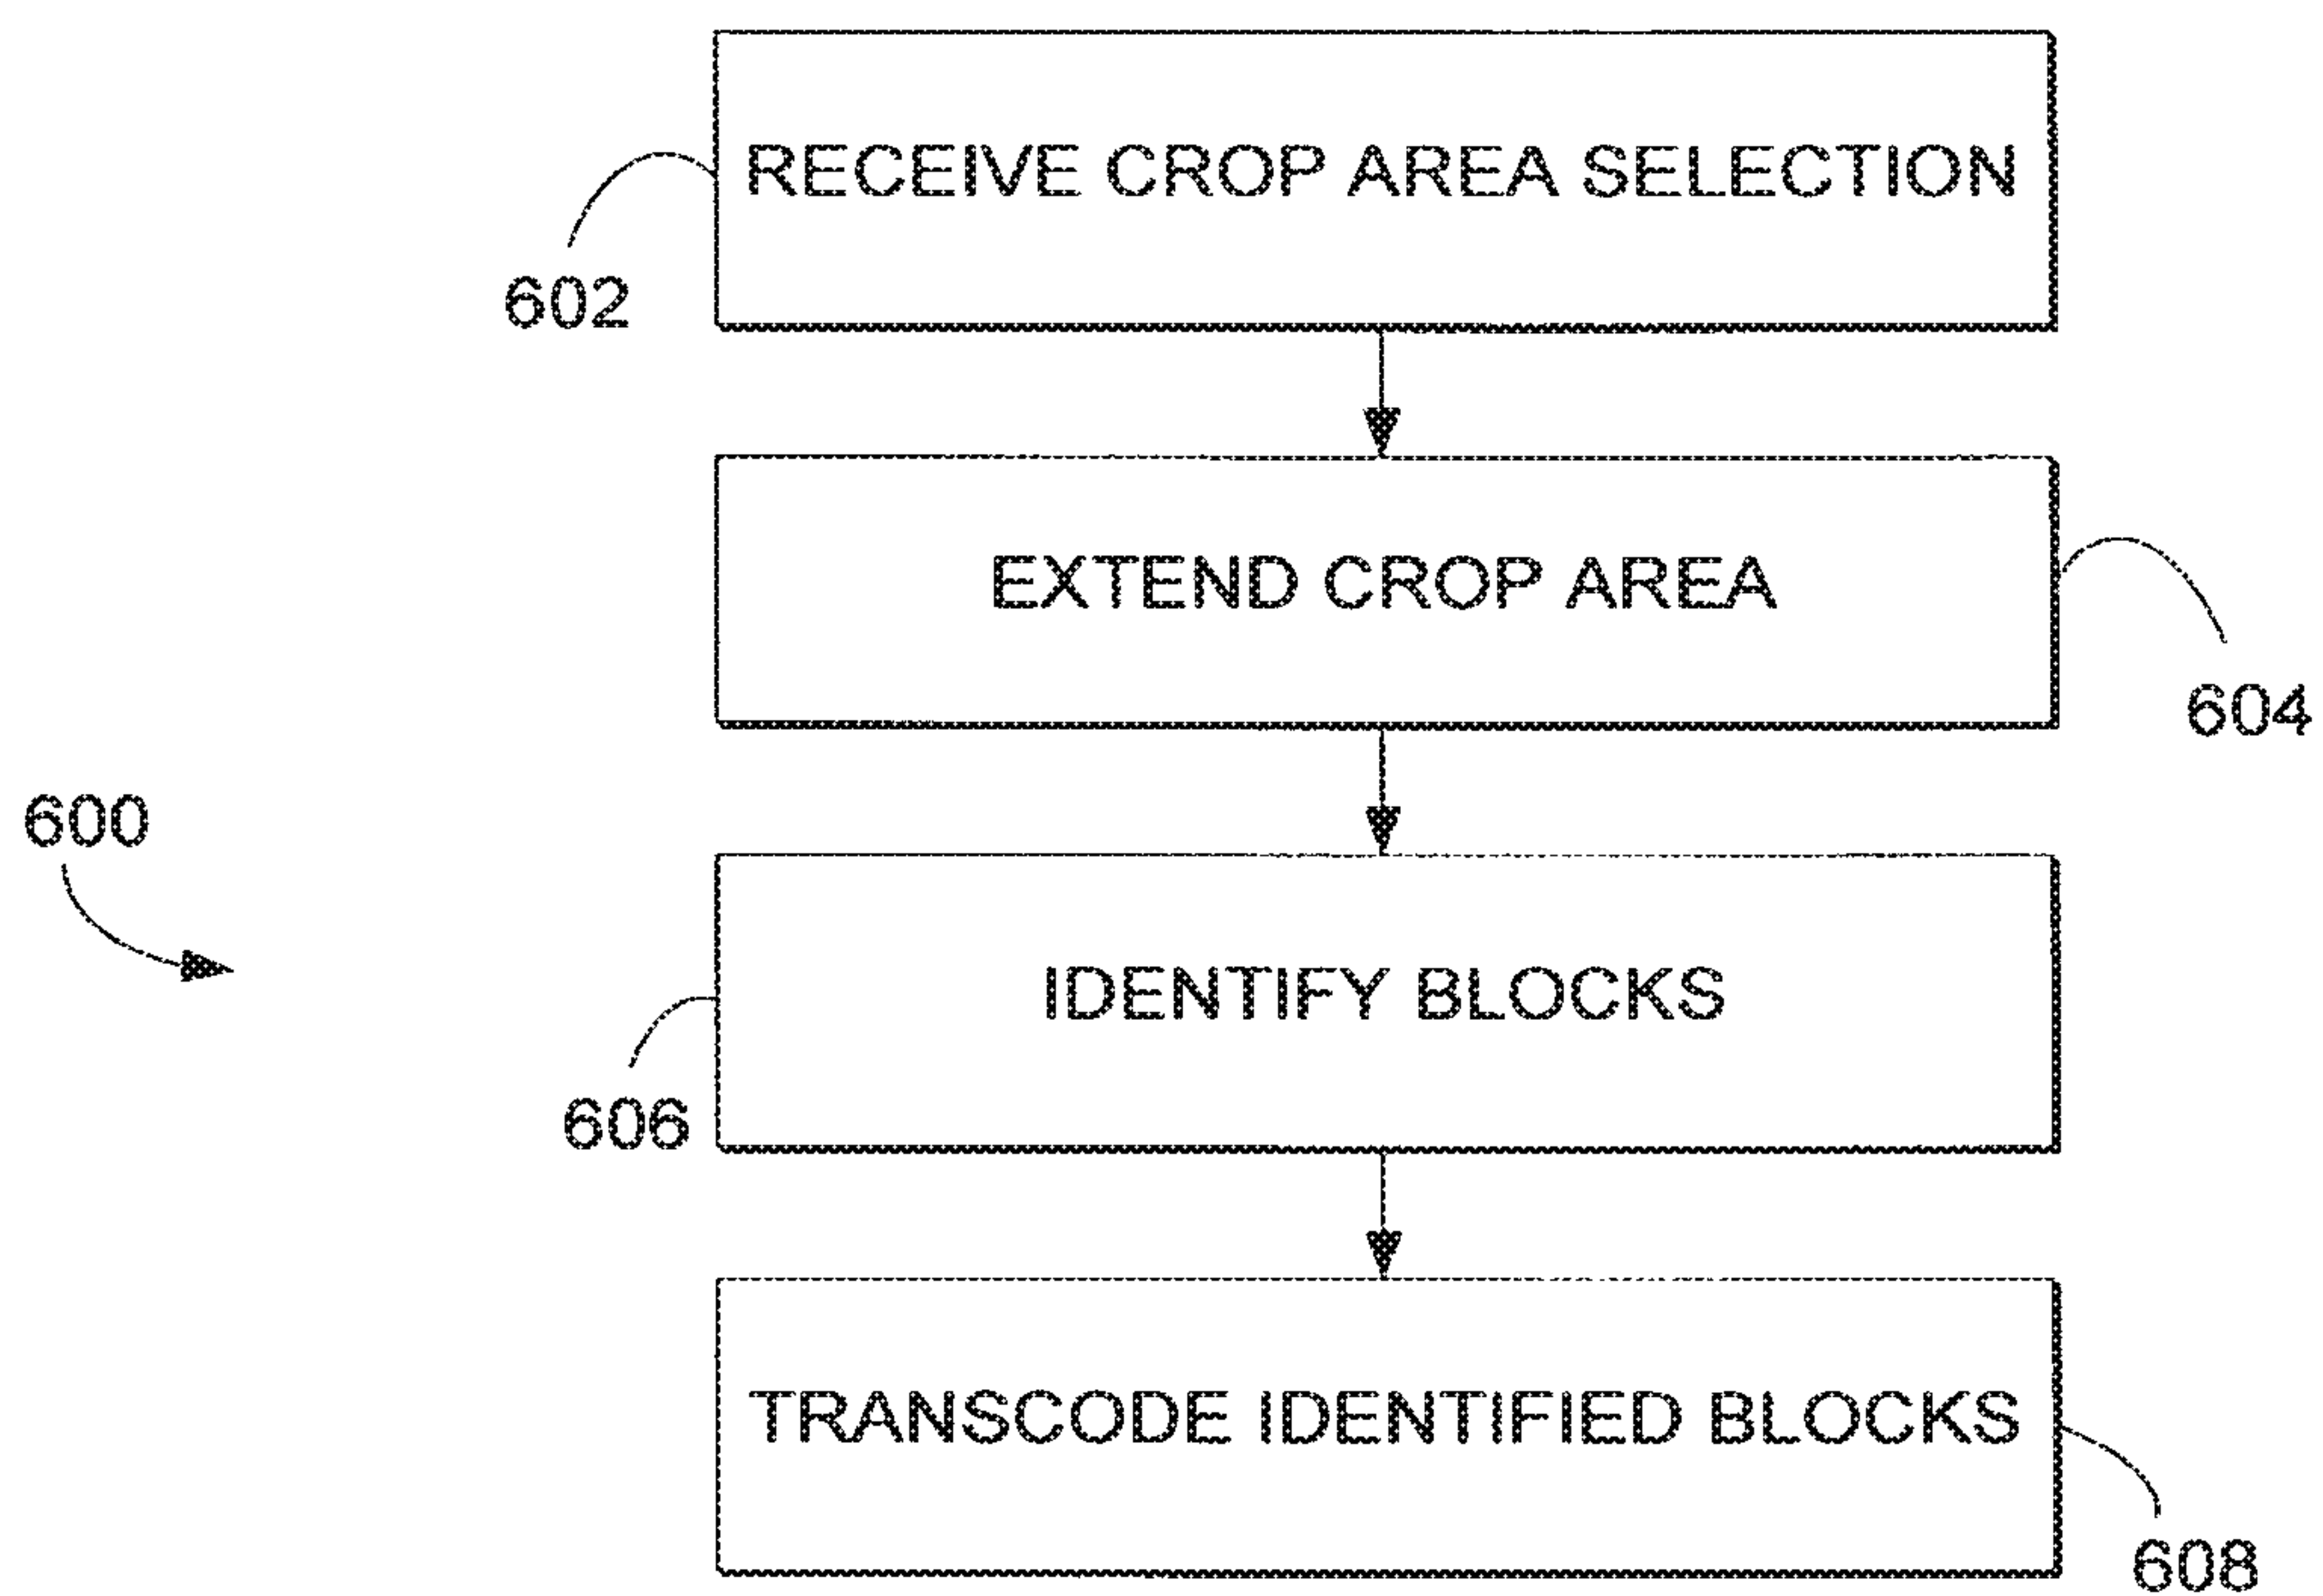 RECEIVE CROP AREA SELECTION
602
EXTEND CROP AREA
604
600
IDENTIFY BLOCKS
606
TRANSCODE IDENTIFIED BLOCKS
608